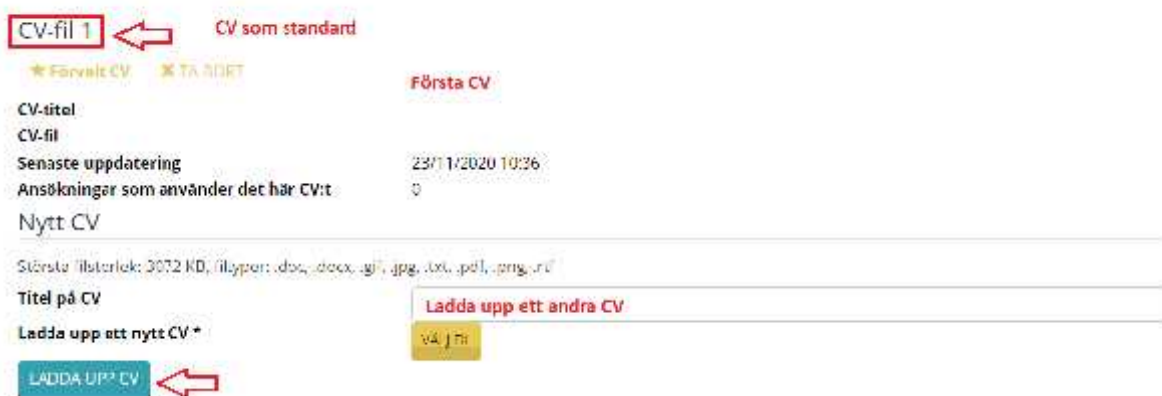 CV-fil 1 CV som standard
★ Förvalt CV ✖ TA BORT
Första CV
CV-titel
CV-fil
Senaste uppdatering 23/11/2020 10:36
Ansökningar som använder det här CV:t 0
Nytt CV
Största filstorlek: 3072 KB, filtyper: .doc, .docx, .gif, .jpg, .txt, .pdf, .png, .rtf
Titel på CV Ladda upp ett andra CV
Ladda upp ett nytt CV * VÄLJ FIL
LADDA UPP CV